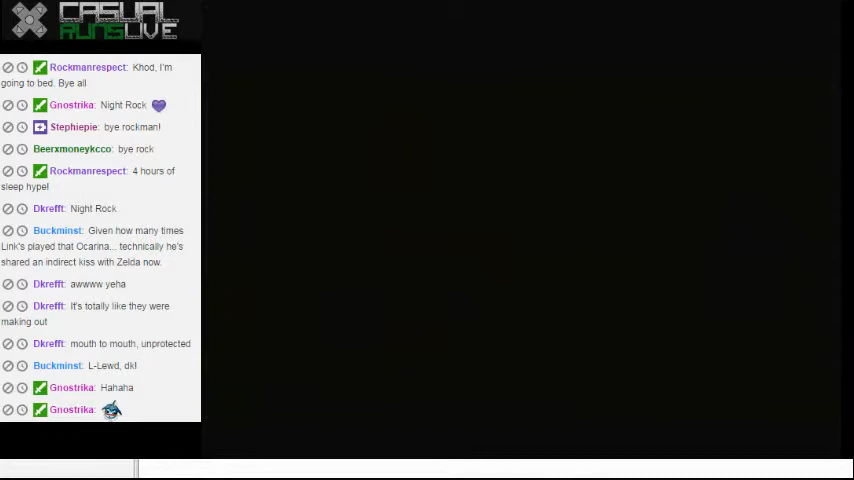 CASUAL
RUNSLIVE
Rockmanrespect: Khod, I'm
going to bed. Bye all
Gnostrika: Night Rock
Stephiepie: bye rockman!
Beerxmoneykcco: bye rock
Rockmanrespect: 4 hours of
sleep hype!
Dkrefft: Night Rock
Buckminst: Given how many times
Link's played that Ocarina... technically he's
shared an indirect kiss with Zelda now.
Dkrefft: awwww yeha
Dkrefft: It's totally like they were
making out
Dkrefft: mouth to mouth, unprotected
Buckminst: L-Lewd, dk!
Gnostrika: Hahaha
Gnostrika: